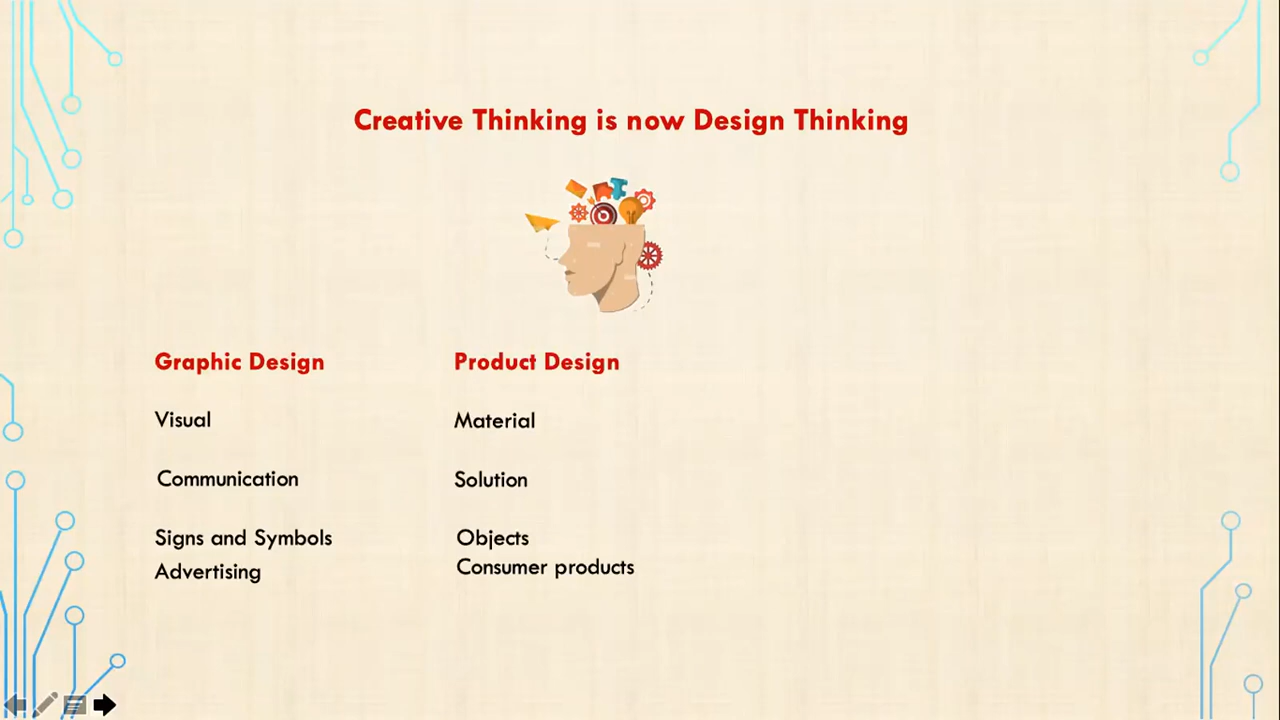 Creative Thinking is now Design Thinking
Graphic Design
Visual
Communication
Signs and Symbols
Advertising
Product Design
Material
Solution
Objects
Consumer products